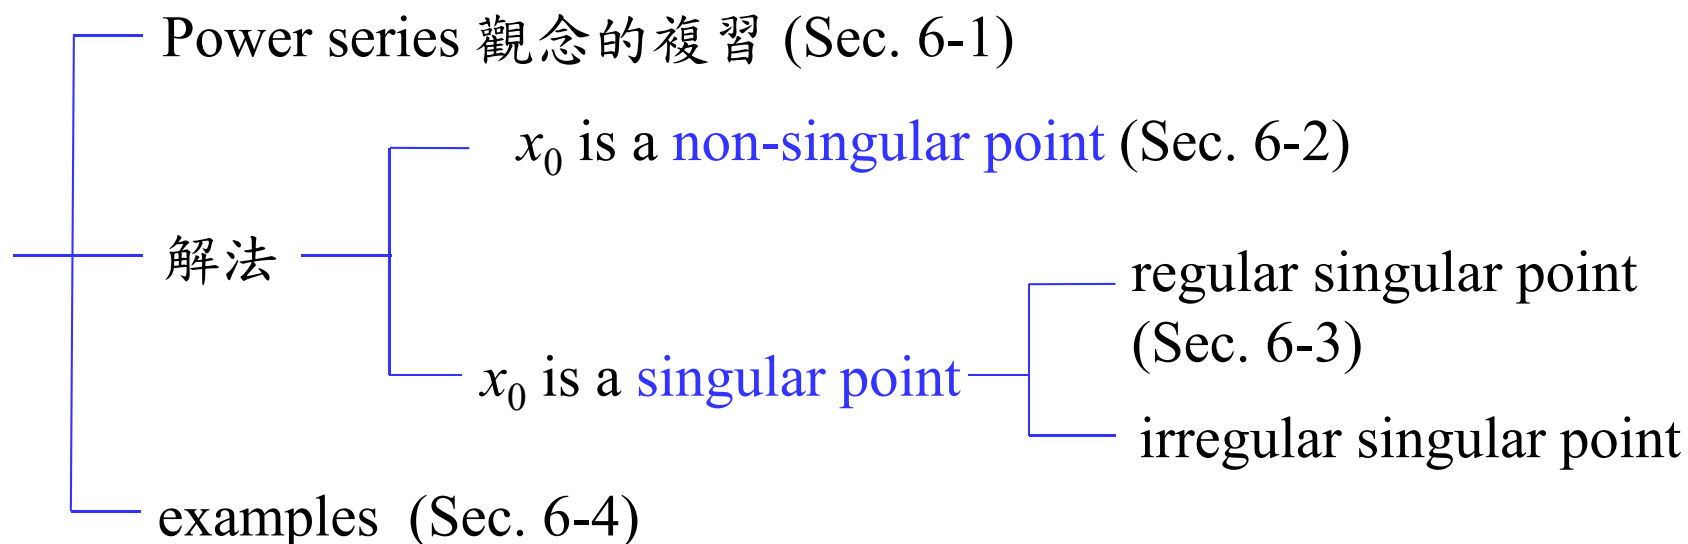 Power series 觀念的複習 (Sec. 6-1)
x₀ is a non-singular point (Sec. 6-2)
解法
regular singular point
(Sec. 6-3)
x₀ is a singular point
irregular singular point
examples (Sec. 6-4)